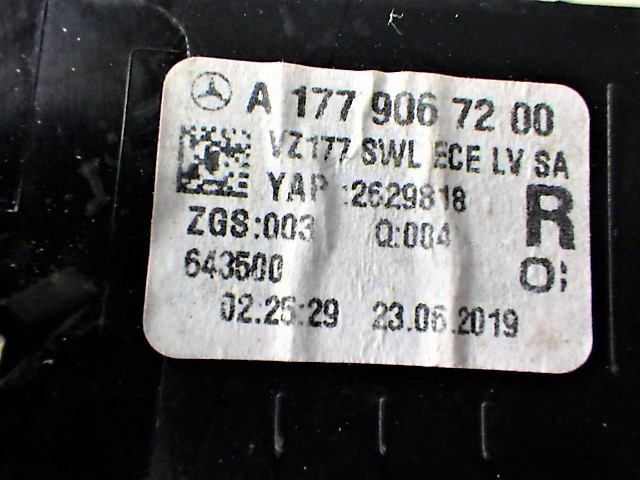 A 177 906 72 00
VZ177 SWL ECE LV SA
YAP :2629818
R
ZGS:003 Q:004
643500
O;
02:25:29 23.06.2019